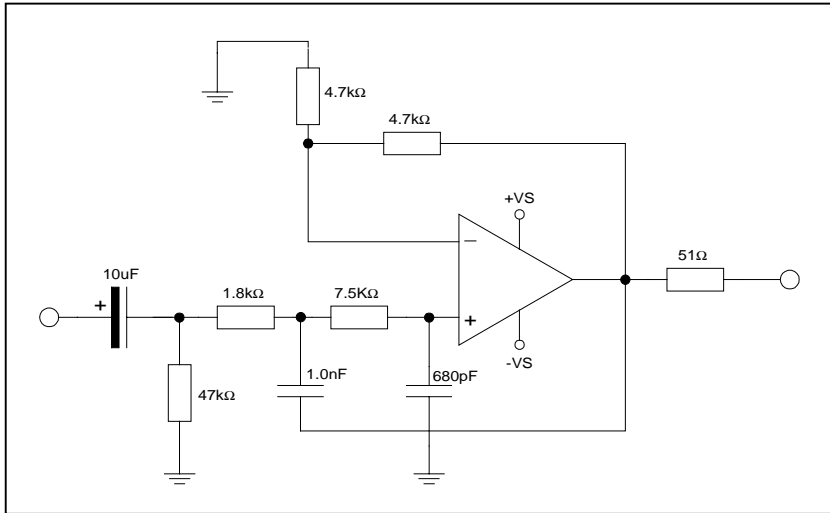 4.7kΩ
4.7kΩ
+VS
−
10uF
+
1.8kΩ
7.5KΩ
51Ω
+
-VS
47kΩ
1.0nF
680pF